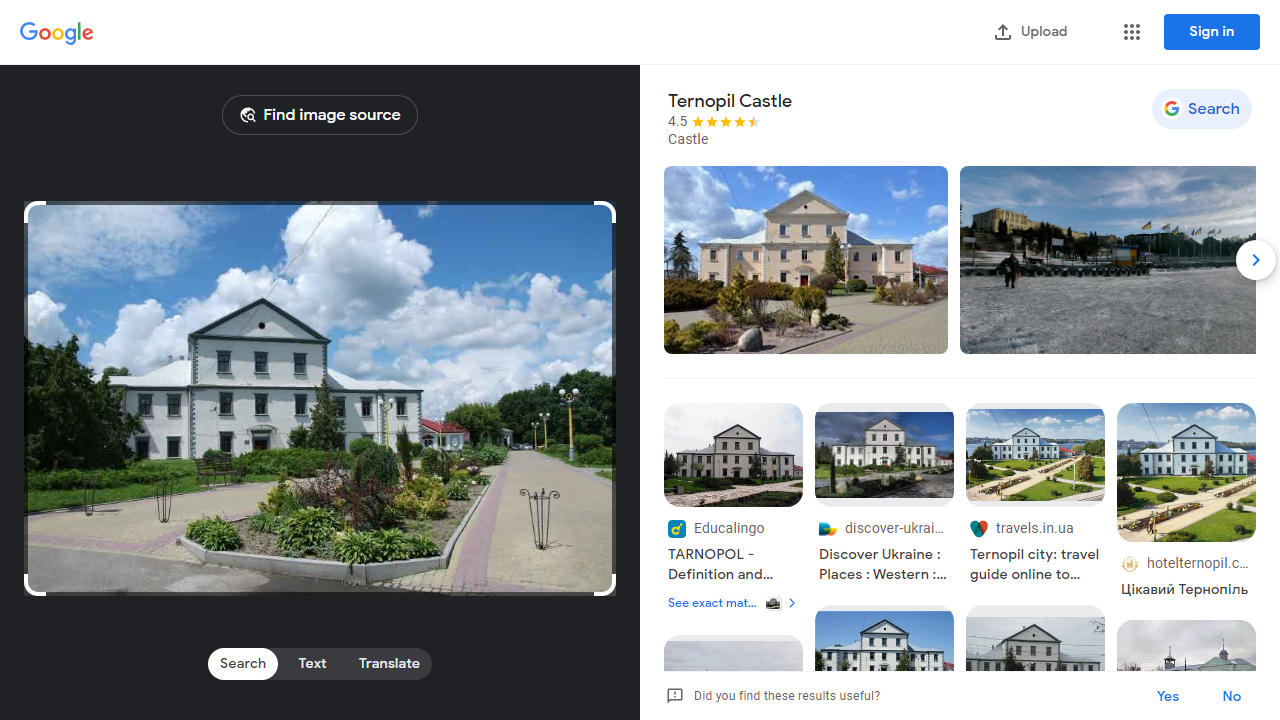 Google
Upload
Sign in
Find image source
Ternopil Castle
4.5
Castle
Search
Educalingo
TARNOPOL -
Definition and...
See exact mat...
discover-ukrai...
Discover Ukraine :
Places : Western :...
travels.in.ua
Ternopil city: travel
guide online to...
hotelternopil.c...
Цікавий Тернопіль
Search
Text
Translate
Did you find these results useful?
Yes
No